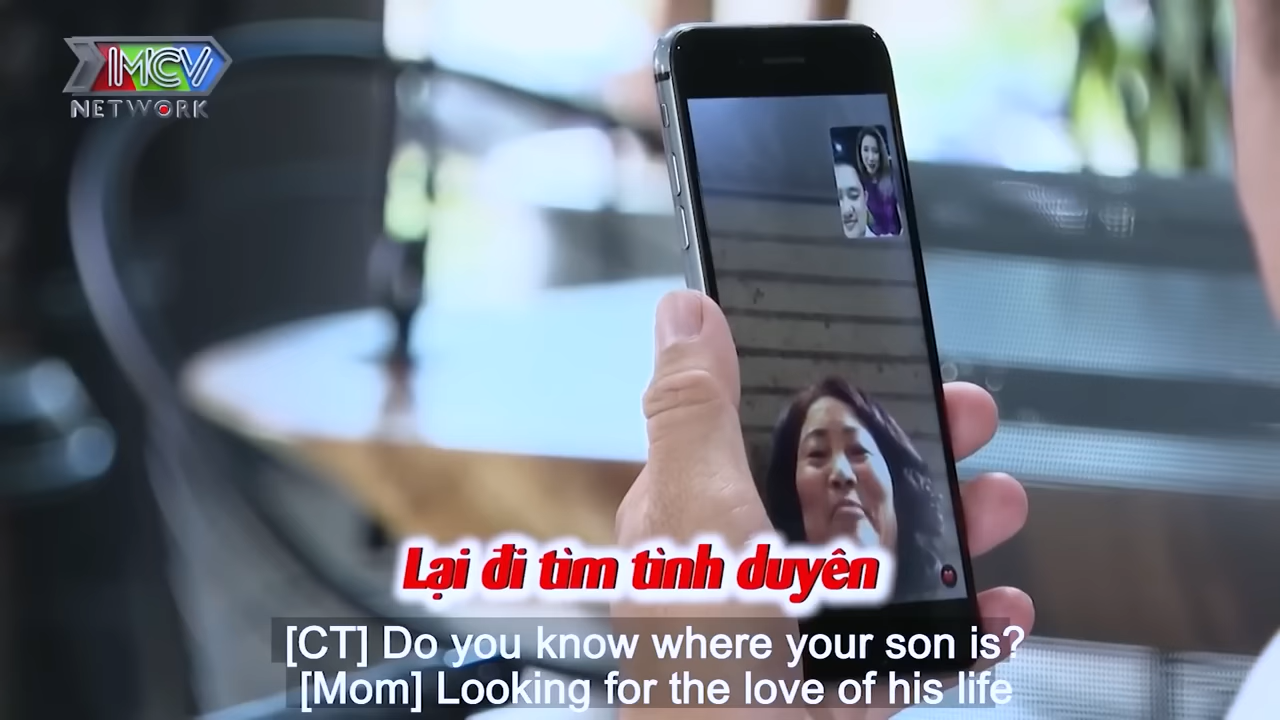 MCV
NETWORK
Lại đi tìm tình duyên
[CT] Do you know where your son is?
[Mom] Looking for the love of his life